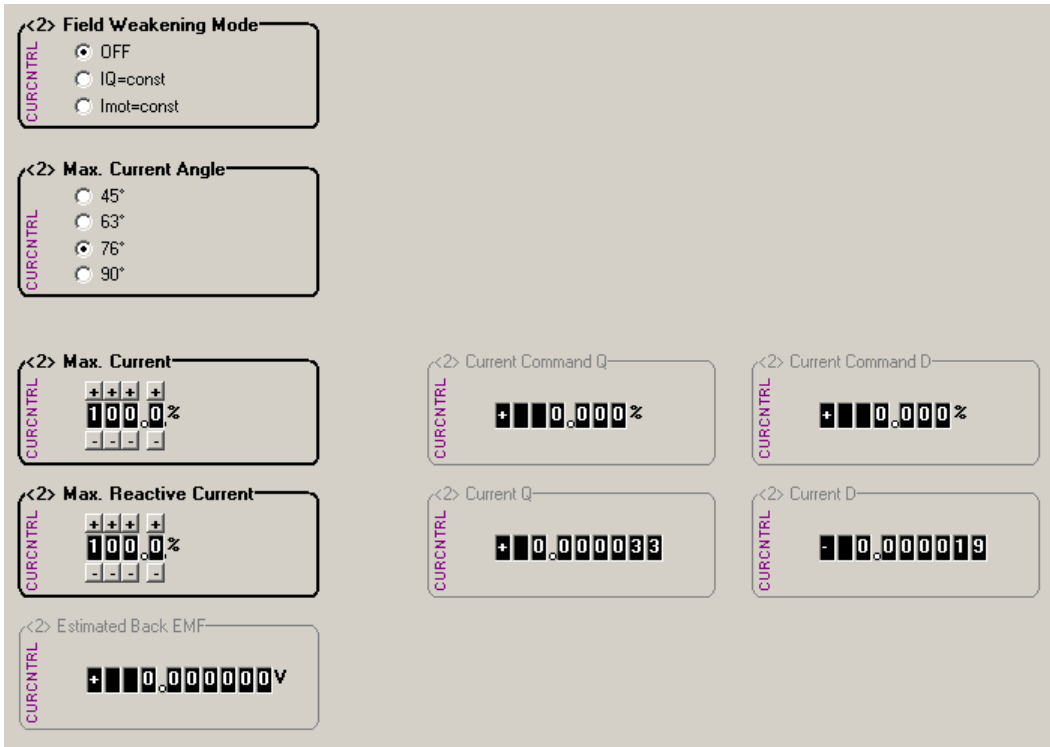 <2> Field Weakening Mode
CURCNTRL
OFF
IQ=const
Imot=const
<2> Max. Current Angle
CURCNTRL
45°
63°
76°
90°
<2> Max. Current
CURCNTRL
+ + + +
100.0%
- - - -
<2> Current Command Q
CURCNTRL
+ 0.000%
<2> Current Command D
CURCNTRL
+ 0.000%
<2> Max. Reactive Current
CURCNTRL
+ + + +
100.0%
- - - -
<2> Current Q
CURCNTRL
+ 0.000033
<2> Current D
CURCNTRL
- 0.000019
<2> Estimated Back EMF
CURCNTRL
+ 0.000000V